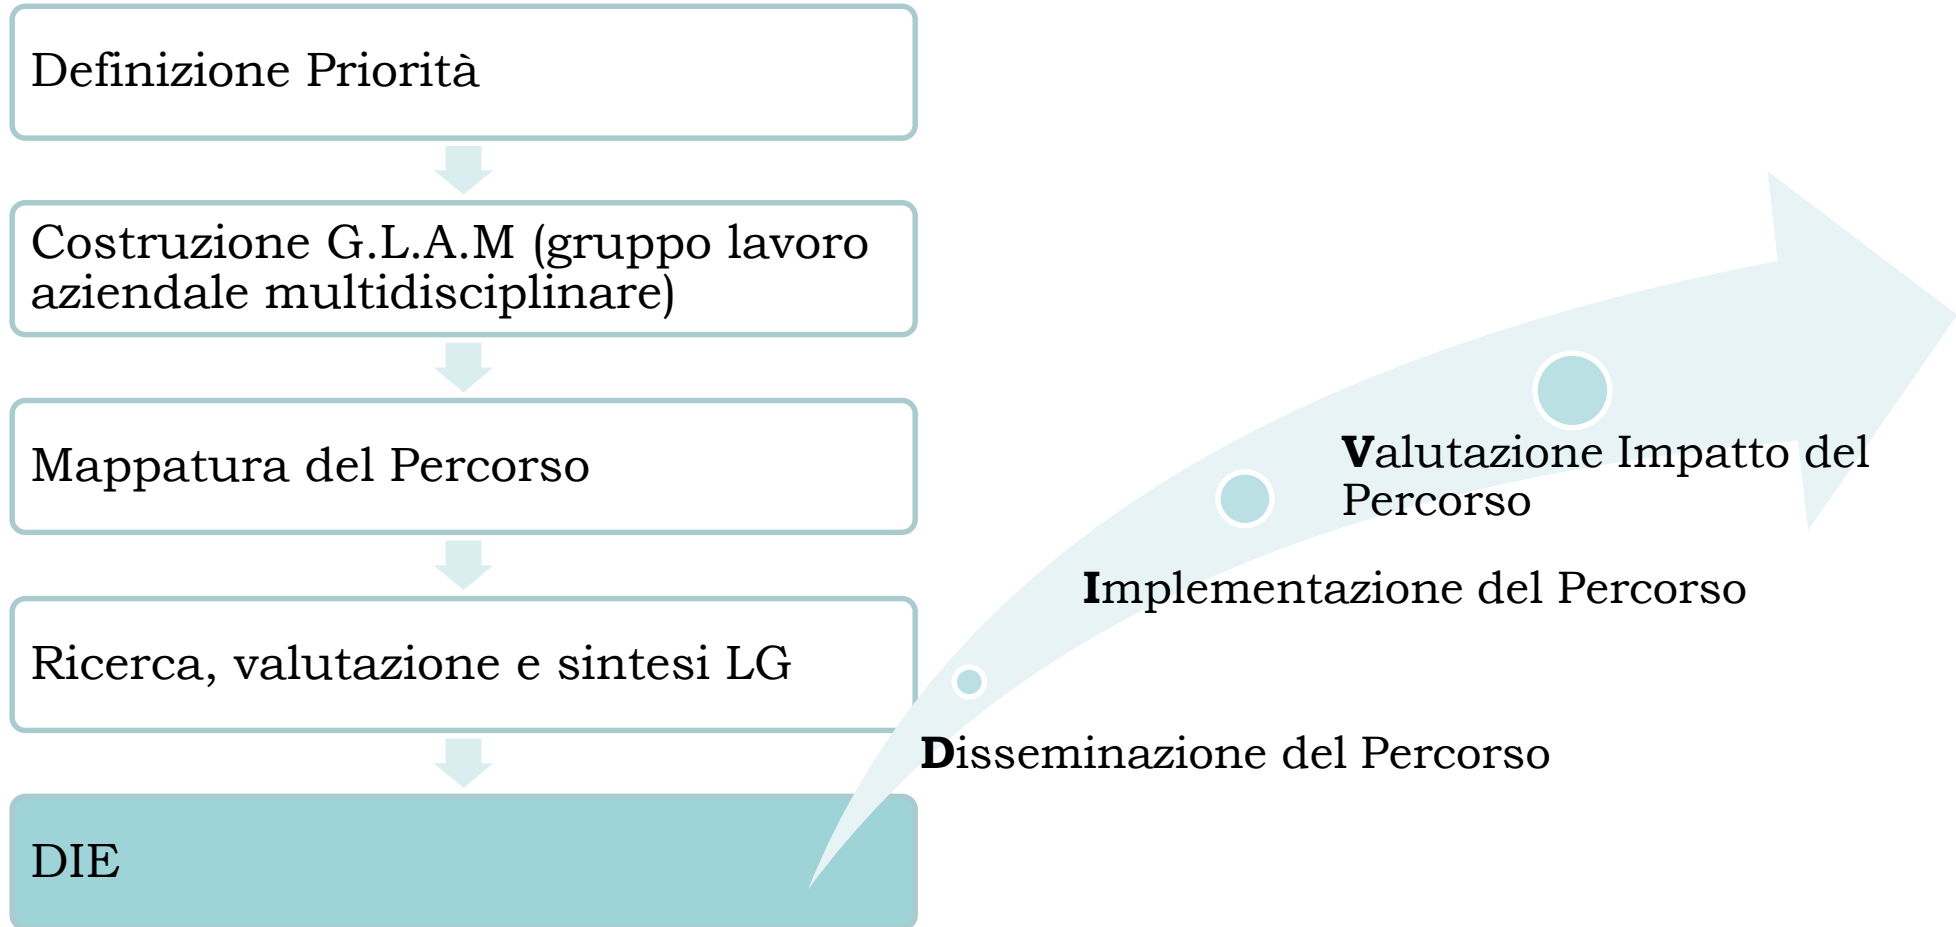 Definizione Priorità
Costruzione G.L.A.M (gruppo lavoro
aziendale multidisciplinare)
Mappatura del Percorso
Ricerca, valutazione e sintesi LG
DIE
Valutazione Impatto del
Percorso
Implementazione del Percorso
Disseminazione del Percorso